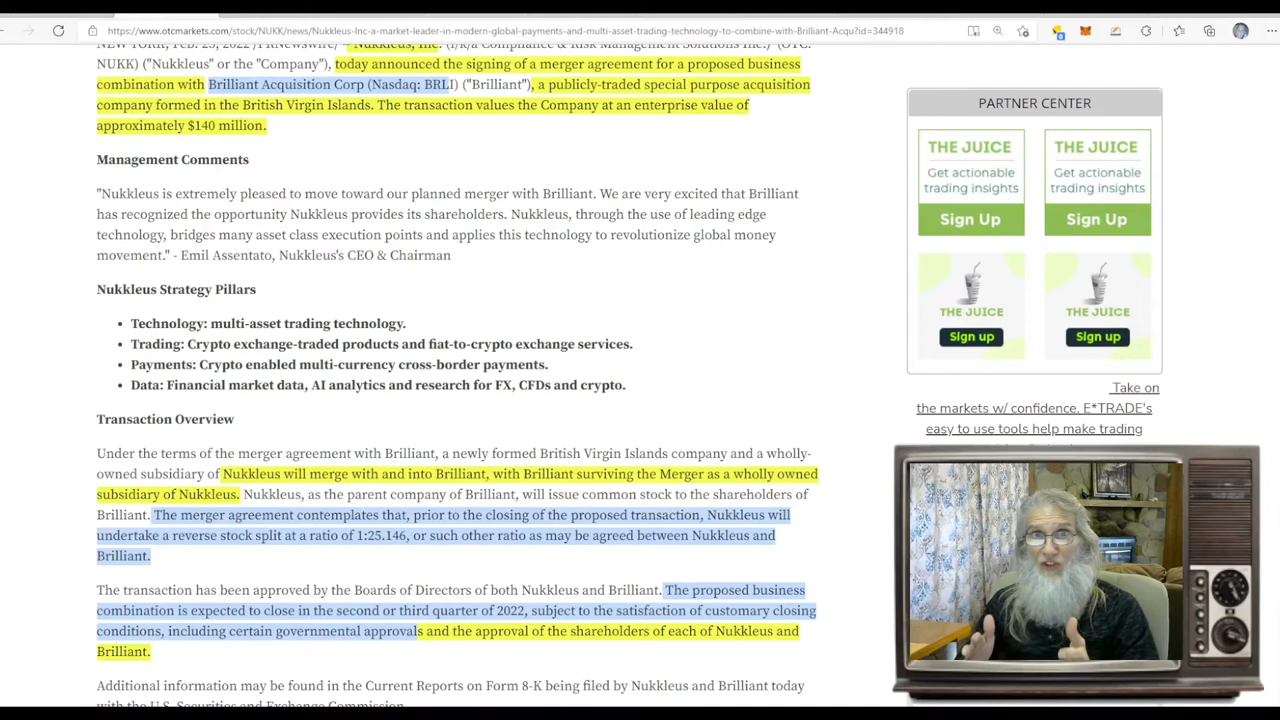 https://www.otcmarkets.com/stock/NUKK/news/Nukkleus-Inc-a-market-leader-in-modern-global-payments-and-multi-asset-trading-technology-to-combine-with-Brilliant-Acqu?id=344918
NEW YORK, Feb. 23, 2022 /PRNewswire/ -- Nukkleus, Inc. (f/k/a Compliance & Risk Management Solutions Inc.) (OTC:
NUKK) ("Nukkleus" or the "Company"), today announced the signing of a merger agreement for a proposed business
combination with Brilliant Acquisition Corp (Nasdaq: BRLI) ("Brilliant"), a publicly-traded special purpose acquisition
company formed in the British Virgin Islands. The transaction values the Company at an enterprise value of
approximately $140 million.
Management Comments
"Nukkleus is extremely pleased to move toward our planned merger with Brilliant. We are very excited that Brilliant
has recognized the opportunity Nukkleus provides its shareholders. Nukkleus, through the use of leading edge
technology, bridges many asset class execution points and applies this technology to revolutionize global money
movement." - Emil Assentato, Nukkleus's CEO & Chairman
Nukkleus Strategy Pillars
• Technology: multi-asset trading technology.
• Trading: Crypto exchange-traded products and fiat-to-crypto exchange services.
• Payments: Crypto enabled multi-currency cross-border payments.
• Data: Financial market data, AI analytics and research for FX, CFDs and crypto.
Transaction Overview
Under the terms of the merger agreement with Brilliant, a newly formed British Virgin Islands company and a wholly-
owned subsidiary of Nukkleus will merge with and into Brilliant, with Brilliant surviving the Merger as a wholly owned
subsidiary of Nukkleus. Nukkleus, as the parent company of Brilliant, will issue common stock to the shareholders of
Brilliant. The merger agreement contemplates that, prior to the closing of the proposed transaction, Nukkleus will
undertake a reverse stock split at a ratio of 1:25.146, or such other ratio as may be agreed between Nukkleus and
Brilliant.
The transaction has been approved by the Boards of Directors of both Nukkleus and Brilliant. The proposed business
combination is expected to close in the second or third quarter of 2022, subject to the satisfaction of customary closing
conditions, including certain governmental approvals and the approval of the shareholders of each of Nukkleus and
Brilliant.
Additional information may be found in the Current Reports on Form 8-K being filed by Nukkleus and Brilliant today
with the U.S. Securities and Exchange Commission.
PARTNER CENTER
THE JUICE
Get actionable
trading insights
Sign Up
THE JUICE
Get actionable
trading insights
Sign Up
THE JUICE
Sign up
THE JUICE
Sign up
Take on
the markets w/ confidence. E*TRADE's
easy to use tools help make trading